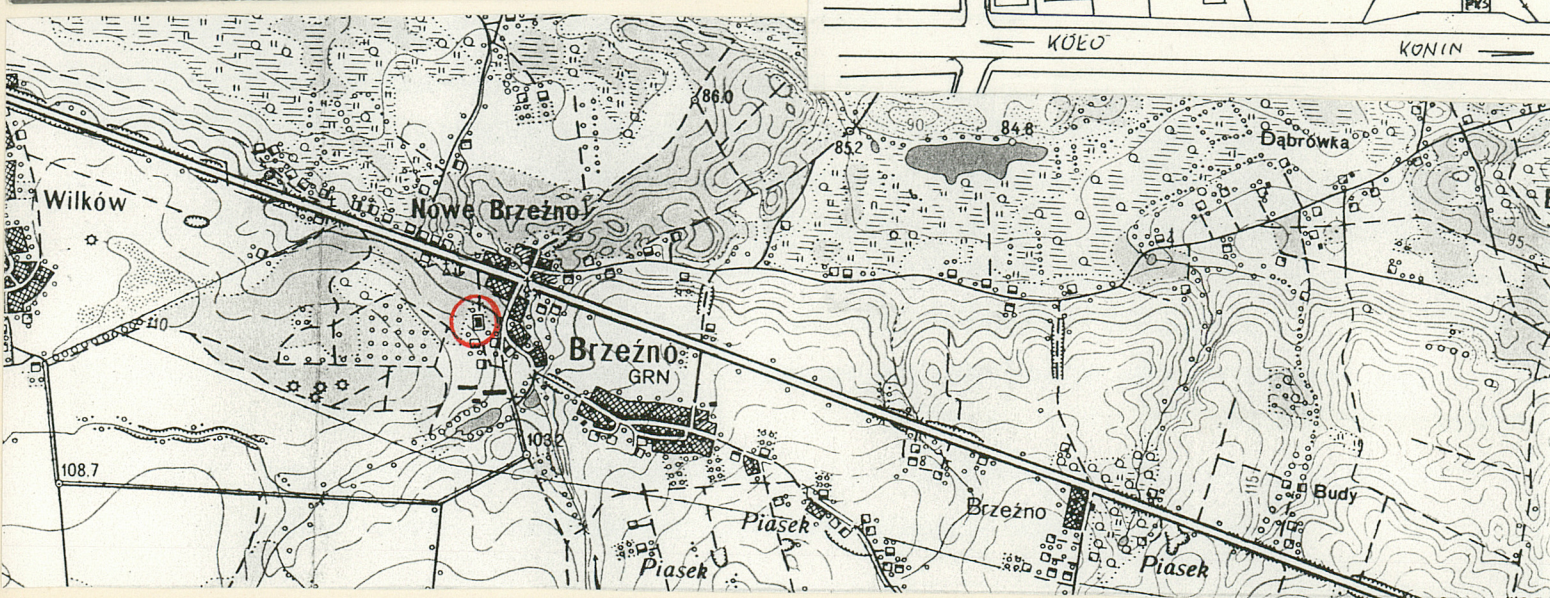 PKS
KOŁO
KONIN
86.0
90
84.8
85.2
Dąbrówka
Wilków
Nowe Brzeźno
95
110
Brzeźno
GRN
103.2
108.7
Brzeźno
115
Budy
Piasek
Piasek
Piasek